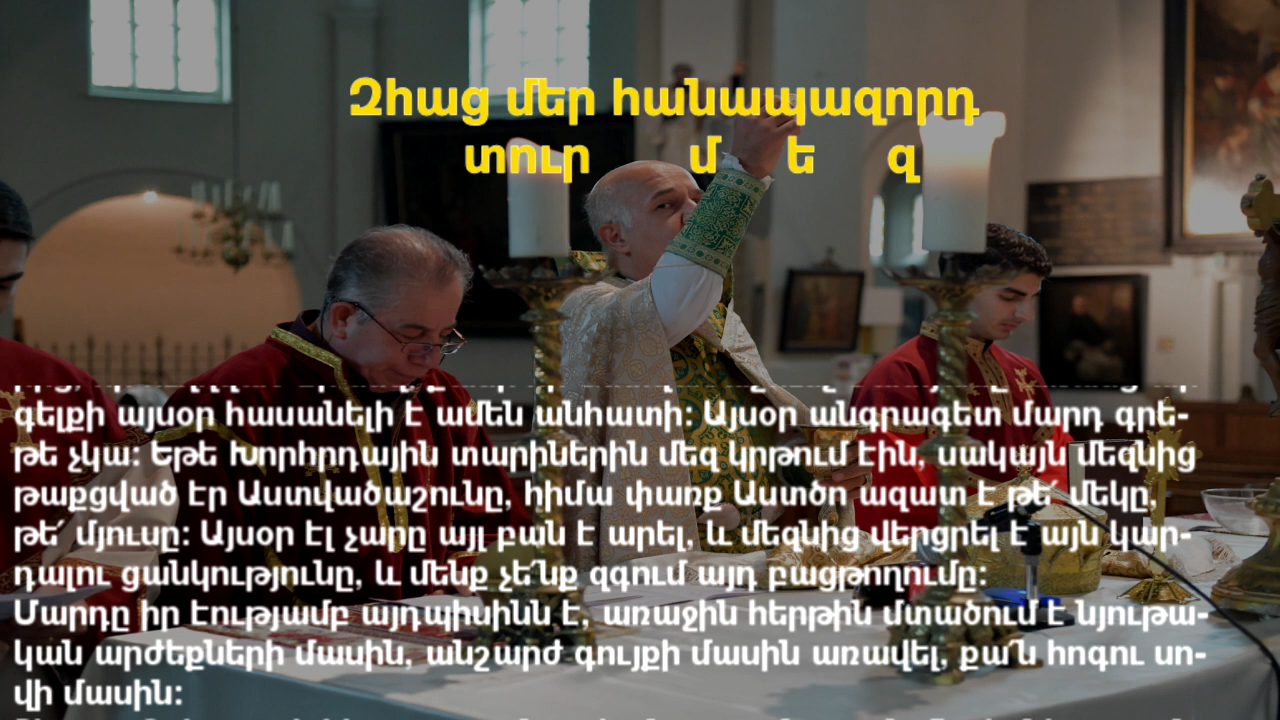 Զհաց մեր հանապազորդ
տուր մ ե զ
գելքի այսօր հասանելի է ամեն անհատի: Այսօր անգրագետ մարդ գրե-
թե չկա: Եթե Խորհրդային տարիներին մեզ կրթում էին, սակայն մեզնից
թաքցված էր Աստվածաշունը, հիմա փառք Աստծո ազատ է թե՛ մեկը,
թե՛ մյուսը: Այսօր էլ չարը այլ բան է արել, և մեզնից վերցրել է այն կար-
դալու ցանկությունը, և մենք չե՛նք զգում այդ բացթողումը:
Մարդը իր էությամբ այդպիսինն է, առաջին հերթին մտածում է նյութա-
կան արժեքների մասին, անշարժ գույքի մասին առավել, քա՛ն հոգու սո-
վի մասին: